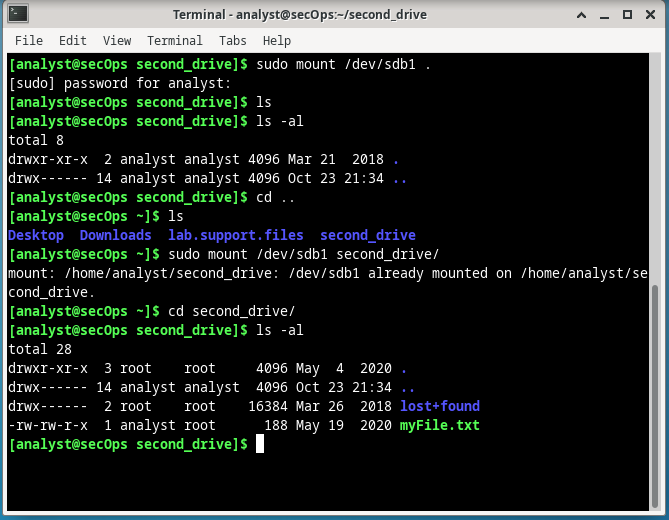 Terminal - analyst@secOps:~/second_drive
File Edit View Terminal Tabs Help
[analyst@secOps second_drive]$ sudo mount /dev/sdb1 .
[sudo] password for analyst:
[analyst@secOps second_drive]$ ls
[analyst@secOps second_drive]$ ls -al
total 8
drwxr-xr-x  2 analyst analyst 4096 Mar 21  2018 .
drwx------ 14 analyst analyst 4096 Oct 23 21:34 ..
[analyst@secOps second_drive]$ cd ..
[analyst@secOps ~]$ ls
Desktop  Downloads  lab.support.files  second_drive
[analyst@secOps ~]$ sudo mount /dev/sdb1 second_drive/
mount: /home/analyst/second_drive: /dev/sdb1 already mounted on /home/analyst/se
cond_drive.
[analyst@secOps ~]$ cd second_drive/
[analyst@secOps second_drive]$ ls -al
total 28
drwxr-xr-x  3 root    root     4096 May  4  2020 .
drwx------ 14 analyst analyst  4096 Oct 23 21:34 ..
drwx------  2 root    root    16384 Mar 26  2018 lost+found
-rw-rw-r-x  1 analyst root      188 May 19  2020 myFile.txt
[analyst@secOps second_drive]$